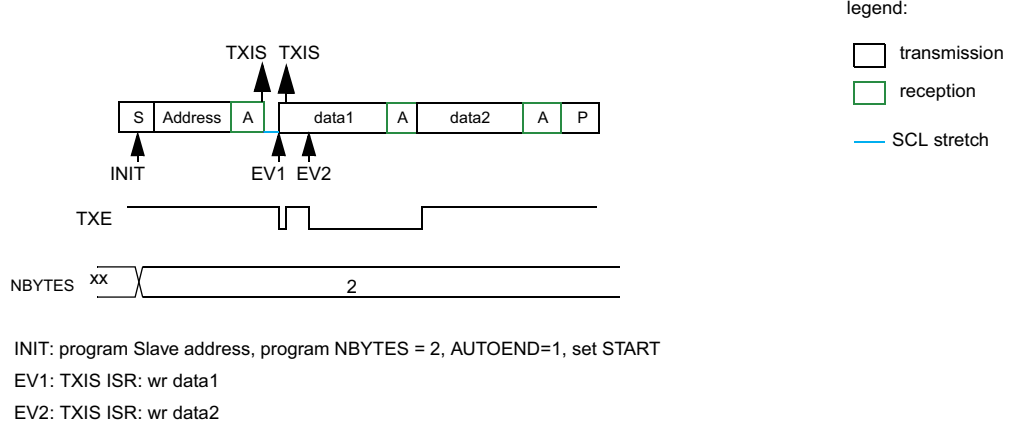 legend:
transmission
reception
SCL stretch
TXIS TXIS
S Address A data1 A data2 A P
INIT EV1 EV2
TXE
NBYTES xx 2
INIT: program Slave address, program NBYTES = 2, AUTOEND=1, set START
EV1: TXIS ISR: wr data1
EV2: TXIS ISR: wr data2